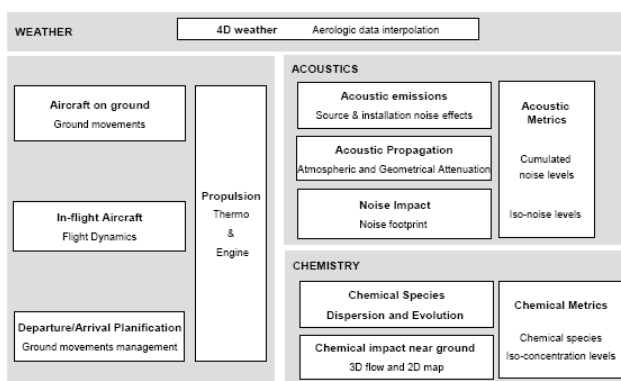 WEATHER
4D weather Aerologic data interpolation
Aircraft on ground
Ground movements
In-flight Aircraft
Flight Dynamics
Departure/Arrival Planification
Ground movements management
Propulsion
Thermo
&
Engine
ACOUSTICS
Acoustic emissions
Source & installation noise effects
Acoustic Propagation
Atmospheric and Geometrical Attenuation
Noise Impact
Noise footprint
Acoustic
Metrics
Cumulated
noise levels
Iso-noise levels
CHEMISTRY
Chemical Species
Dispersion and Evolution
Chemical impact near ground
3D flow and 2D map
Chemical Metrics
Chemical species
Iso-concentration levels